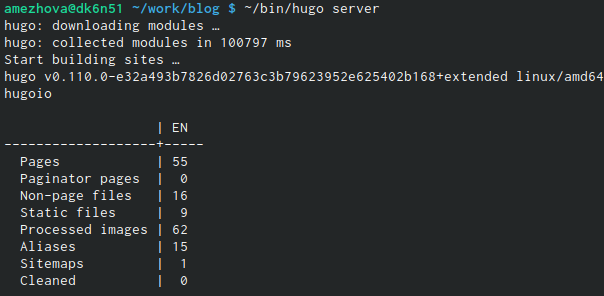 amezhova@dk6n51 ~/work/blog $ ~/bin/hugo server
hugo: downloading modules …
hugo: collected modules in 100797 ms
Start building sites …
hugo v0.110.0-e32a493b7826d02763c3b79623952e625402b168+extended linux/amd64
hugoio
| EN
-------------------+-----
Pages | 55
Paginator pages | 0
Non-page files | 16
Static files | 9
Processed images | 62
Aliases | 15
Sitemaps | 1
Cleaned | 0